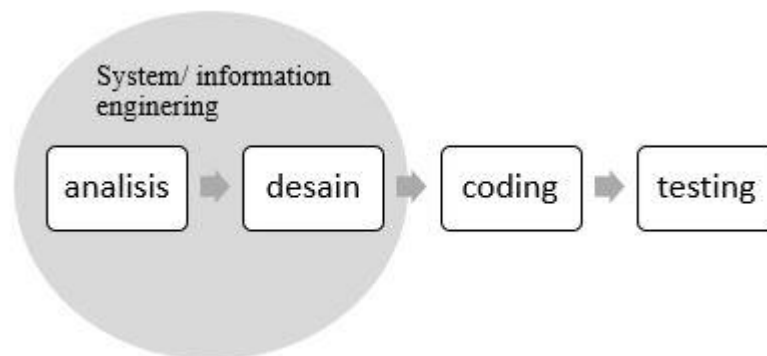 System/ information
enginering
analisis
desain
coding
testing